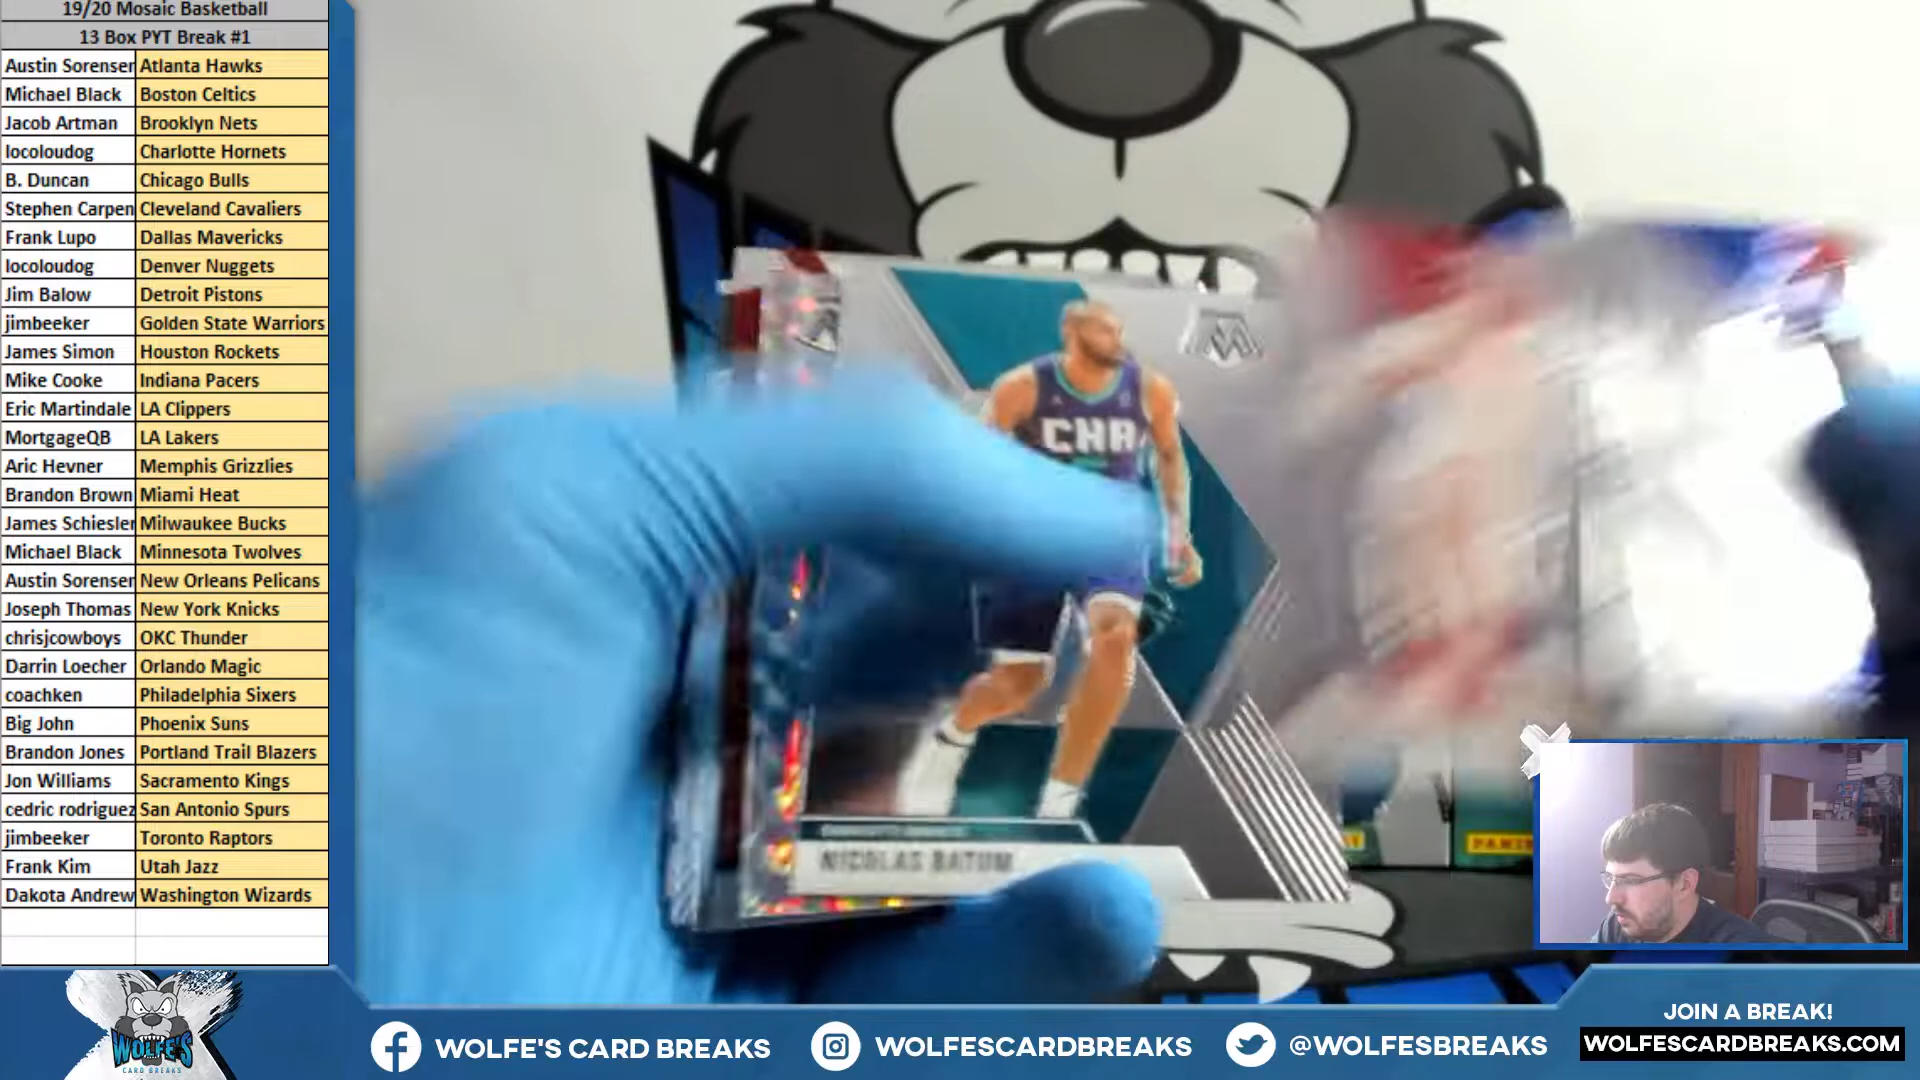 19/20 Mosaic Basketball
13 Box PYT Break #1
Austin Sorenser Atlanta Hawks
Michael Black Boston Celtics
Jacob Artman Brooklyn Nets
locoloudog Charlotte Hornets
B. Duncan Chicago Bulls
Stephen Carpen Cleveland Cavaliers
Frank Lupo Dallas Mavericks
locoloudog Denver Nuggets
Jim Balow Detroit Pistons
jimbeeker Golden State Warriors
James Simon Houston Rockets
Mike Cooke Indiana Pacers
Eric Martindale LA Clippers
MortgageQB LA Lakers
Aric Hevner Memphis Grizzlies
Brandon Brown Miami Heat
James Schiesler Milwaukee Bucks
Michael Black Minnesota Twolves
Austin Sorenser New Orleans Pelicans
Joseph Thomas New York Knicks
chrisjcowboys OKC Thunder
Darrin Loecher Orlando Magic
coachken Philadelphia Sixers
Big John Phoenix Suns
Brandon Jones Portland Trail Blazers
Jon Williams Sacramento Kings
cedric rodriguez San Antonio Spurs
jimbeeker Toronto Raptors
Frank Kim Utah Jazz
Dakota Andrew Washington Wizards
CHA
NICOLAS BATUM
WOLFE'S
CARD BREAKS
WOLFE'S CARD BREAKS
WOLFESCARDBREAKS
@WOLFESBREAKS
JOIN A BREAK!
WOLFESCARDBREAKS.COM